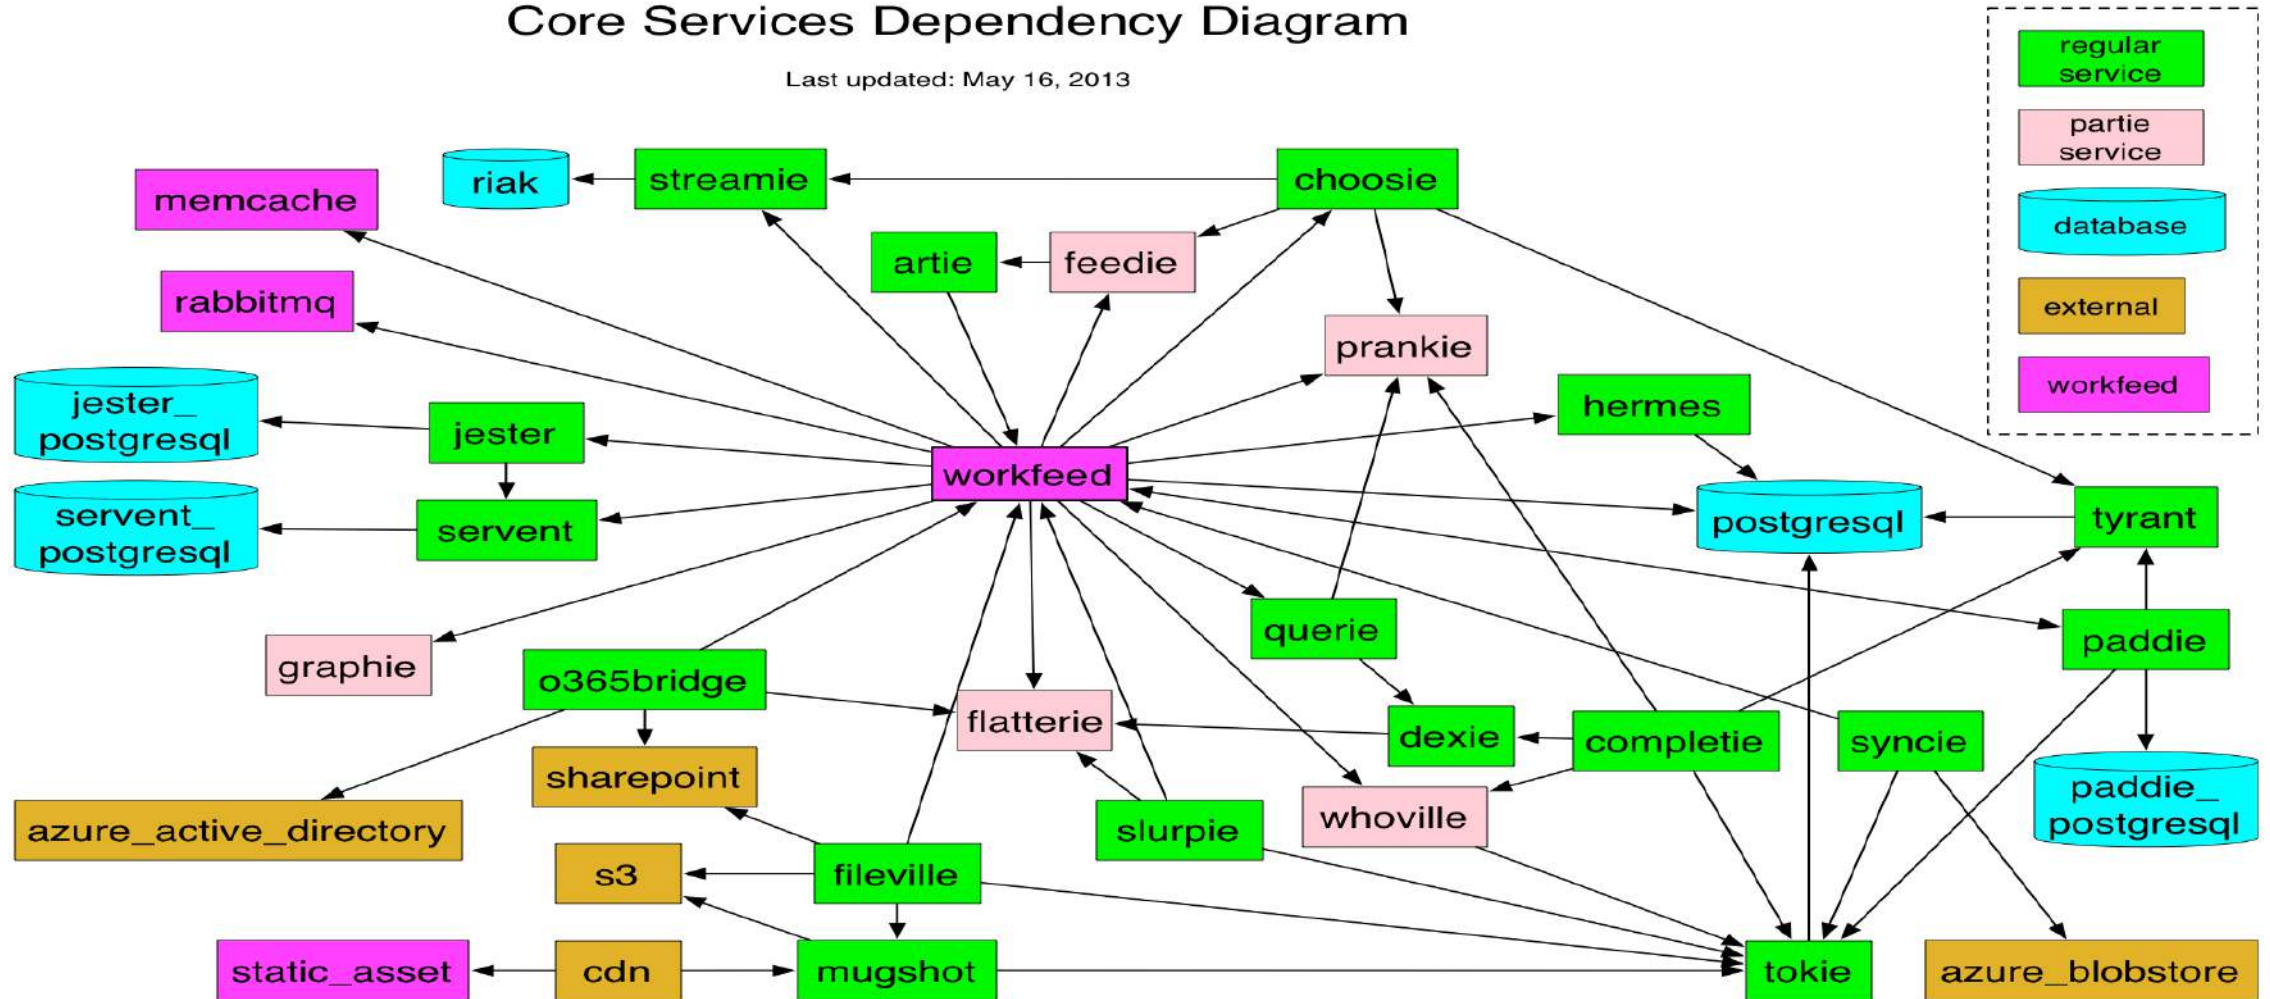 Core Services Dependency Diagram
Last updated: May 16, 2013
regular
service
partie
service
database
external
workfeed
memcache
riak
streamie
choosie
rabbitmq
artie
feedie
prankie
jester_
postgresql
jester
hermes
workfeed
servent_
postgresql
servent
postgresql
tyrant
graphie
o365bridge
querie
paddie
flatterie
dexie
completie
syncie
sharepoint
azure_active_directory
slurpie
whoville
paddie_
postgresql
s3
fileville
static_asset
cdn
mugshot
tokie
azure_blobstore